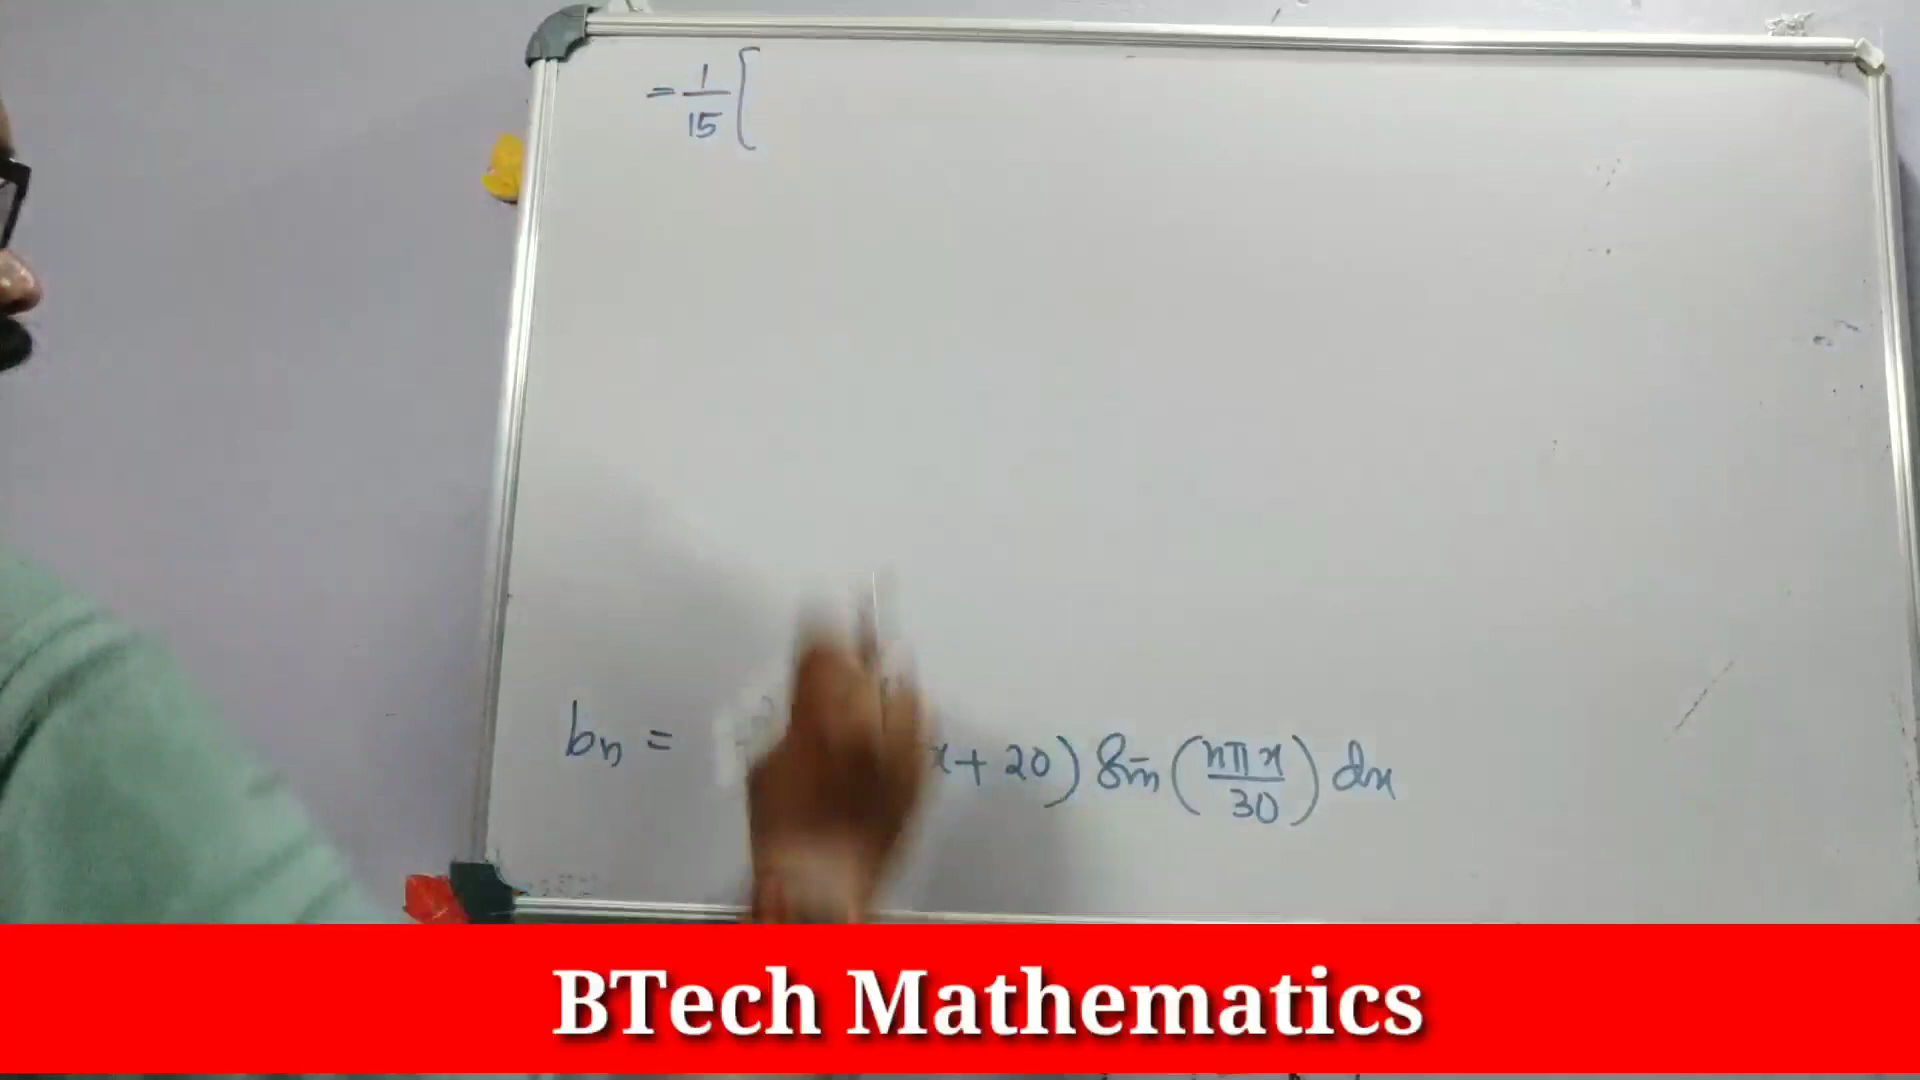 = 1/15 [
bn = x + 20) Sin (nπx/30) dx
BTech Mathematics